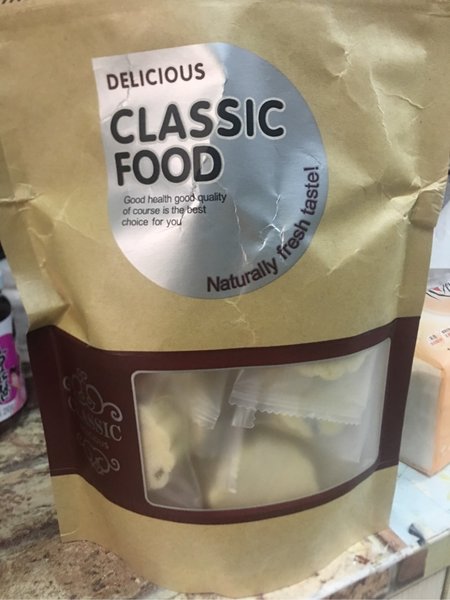 DELICIOUS
CLASSIC
FOOD
Good health good quality
of course is the best
choice for you
Naturally fresh taste!
CLASSIC